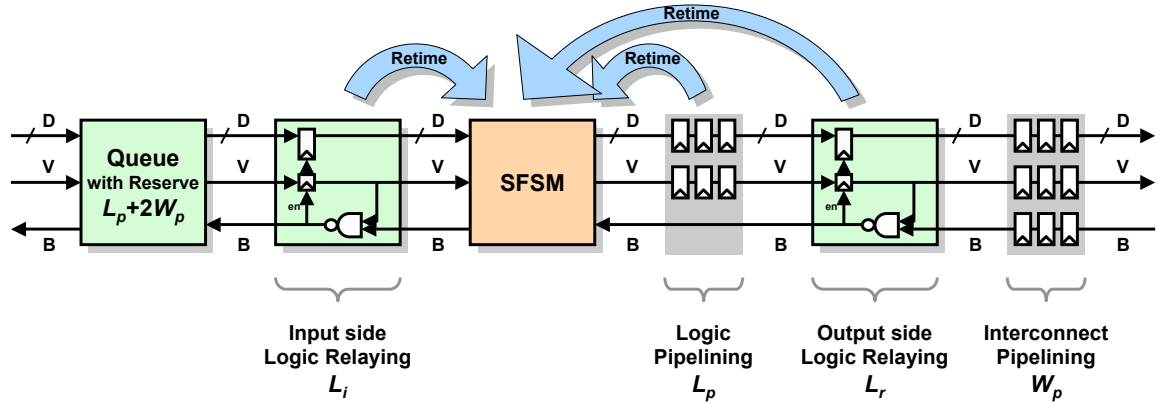 Retime
Retime
Retime
D
D
D
D
D
D
D
Queue
with Reserve
Lp+2Wp
V
V
V
SFSM
V
V
V
V
en
en
B
B
B
B
B
B
B
Input side
Logic Relaying
Li
Logic
Pipelining
Lp
Output side
Logic Relaying
Lr
Interconnect
Pipelining
Wp